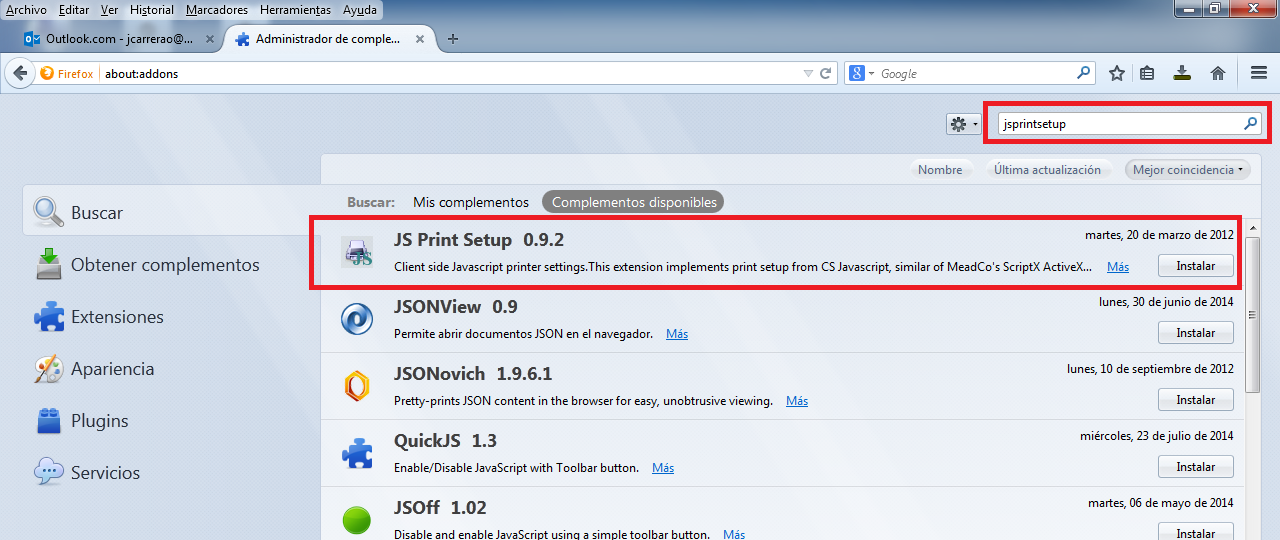 Archivo Editar Ver Historial Marcadores Herramientas Ayuda
Outlook.com - jcarrerao@... Administrador de comple...
Firefox about:addons Google
jsprintsetup
Nombre Última actualización Mejor coincidencia
Buscar: Mis complementos Complementos disponibles
Buscar
Obtener complementos
Extensiones
Apariencia
Plugins
Servicios
JS Print Setup 0.9.2 martes, 20 de marzo de 2012
Client side Javascript printer settings.This extension implements print setup from CS Javascript, similar of MeadCo's ScriptX ActiveX... Más Instalar
JSONView 0.9 lunes, 30 de junio de 2014
Permite abrir documentos JSON en el navegador. Más Instalar
JSONovich 1.9.6.1 lunes, 10 de septiembre de 2012
Pretty-prints JSON content in the browser for easy, unobtrusive viewing. Más Instalar
QuickJS 1.3 miércoles, 23 de julio de 2014
Enable/Disable JavaScript with Toolbar button. Más Instalar
JSOff 1.02 martes, 06 de mayo de 2014
Disable and enable JavaScript using a simple toolbar button. Más Instalar